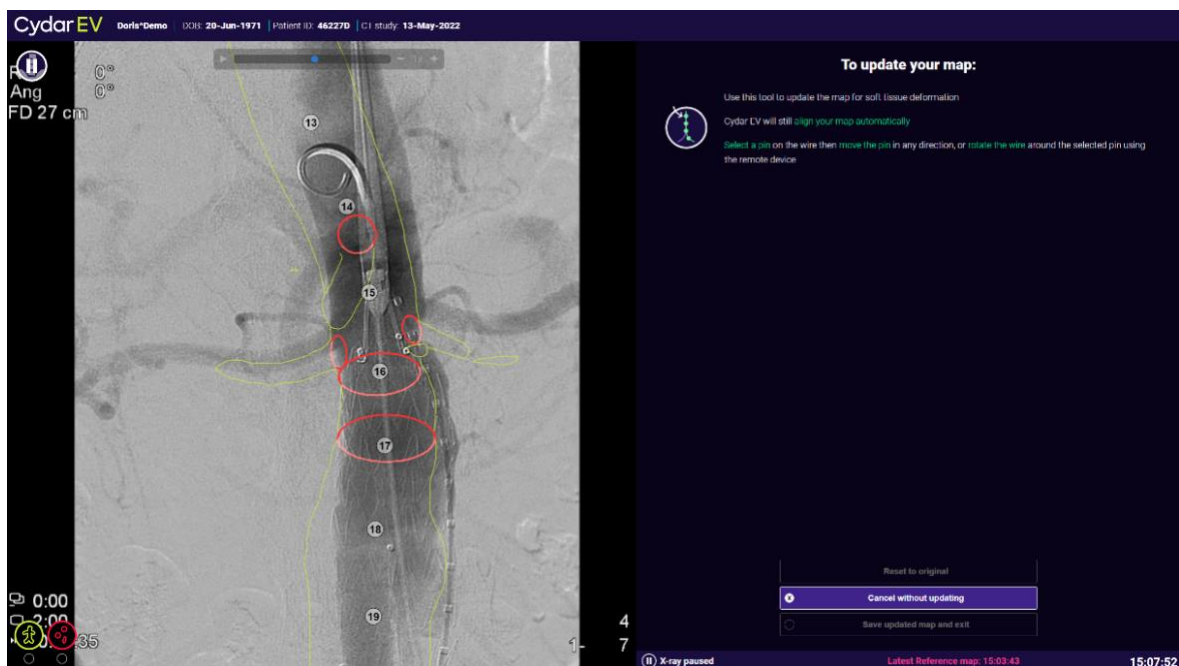 Cydar EV Doris*Demo DOB: 20-Jun-1971 Patient ID: 46227D CT study: 13-May-2022
0°
Ang 0°
FD 27 cm
13
14
15
16
17
18
19
0:00
2:00
35
4
1- 7
To update your map:
Use this tool to update the map for soft tissue deformation
Cydar EV will still align your map automatically
Select a pin on the wire then move the pin in any direction, or rotate the wire around the selected pin using
the remote device
Reset to original
Cancel without updating
Save updated map and exit
X-ray paused Latest Reference map: 15:03:43 15:07:52